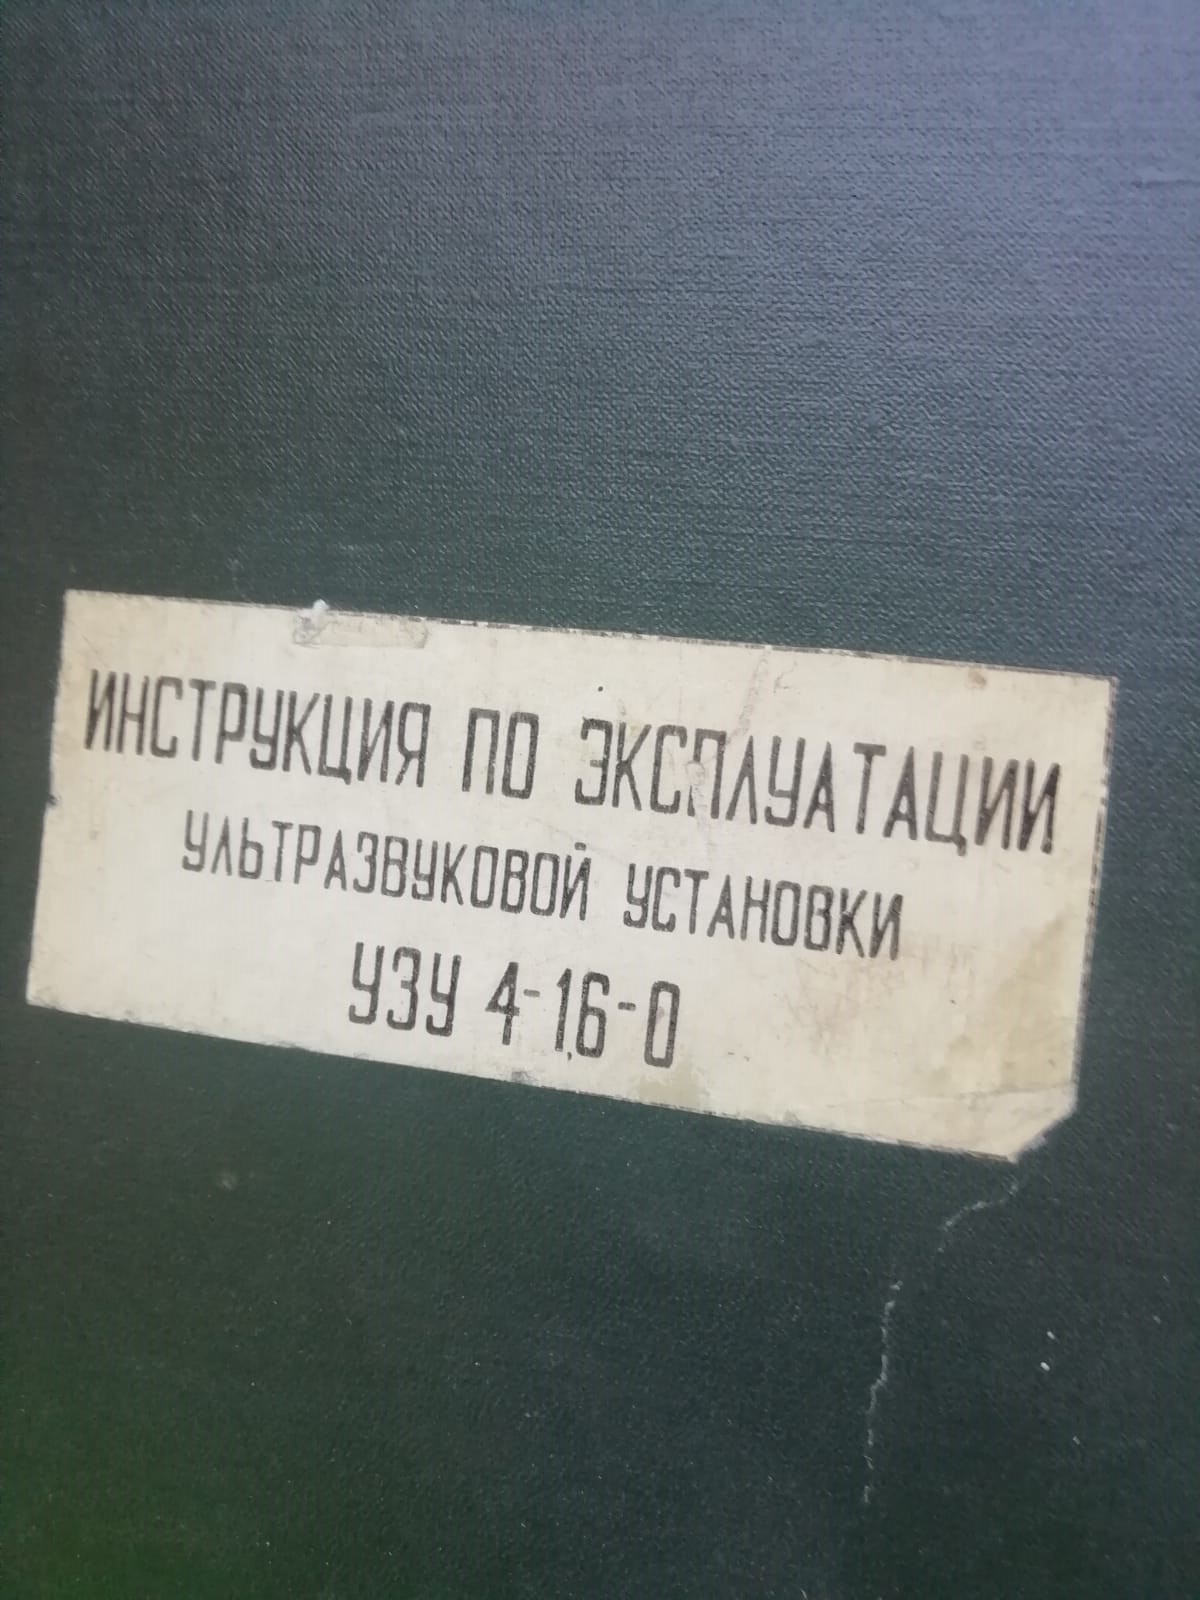 ИНСТРУКЦИЯ ПО ЭКСПЛУАТАЦИИ
УЛЬТРАЗВУКОВОЙ УСТАНОВКИ
УЗУ 4-1,6-0